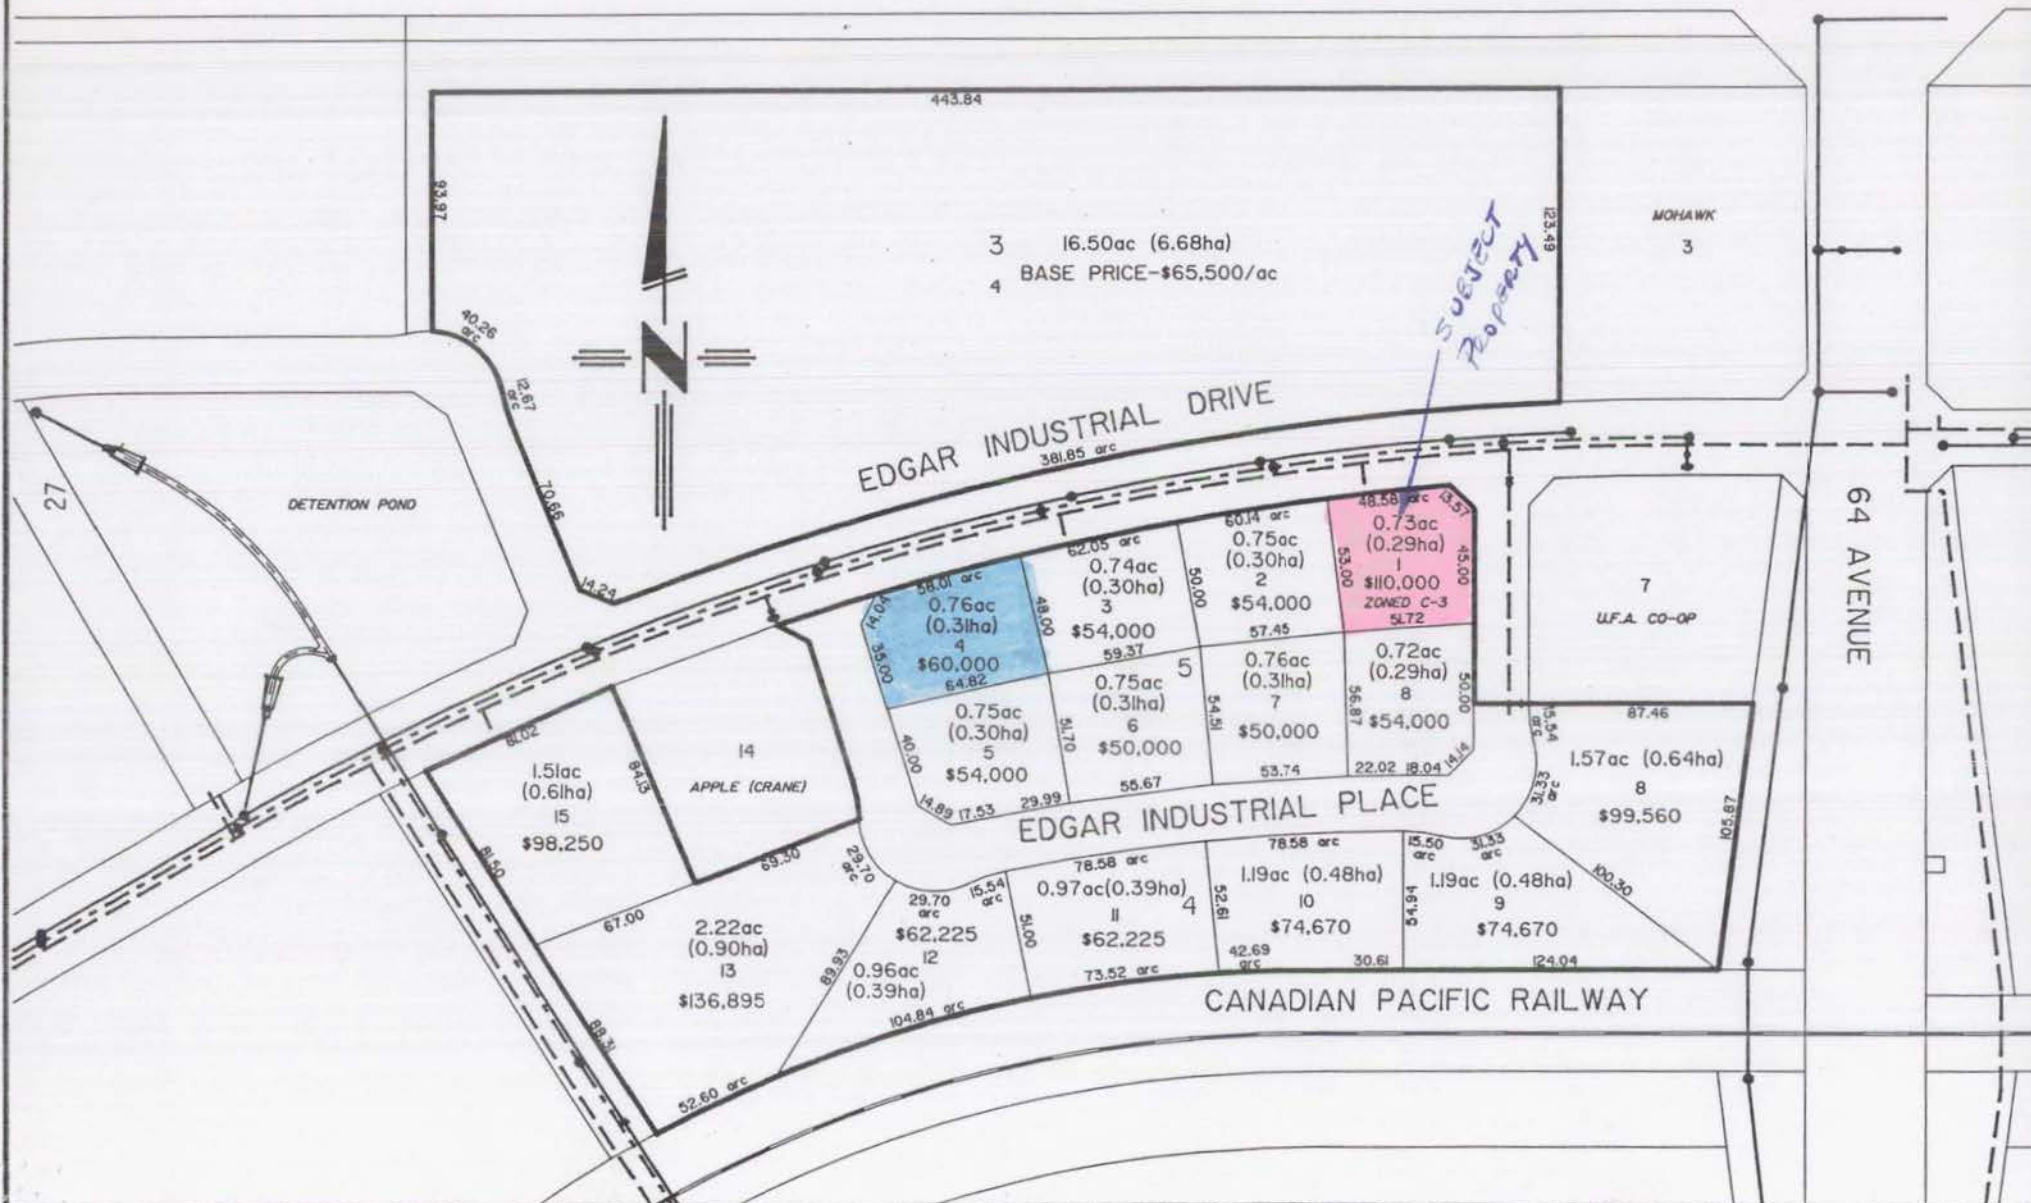 443.84
93.97
123.49
3 16.50ac (6.68ha)
4 BASE PRICE-$65,500/ac
MOHAWK
3
SUBJECT
PROPERTY
N
40.26
arc
12.67
arc
70.66
14.24
27
DETENTION POND
EDGAR INDUSTRIAL DRIVE
381.85 arc
64 AVENUE
48.58 arc
13.57
0.73ac
(0.29ha)
1
$110,000
ZONED C-3
51.72
53.00
45.00
60.14 arc
0.75ac
(0.30ha)
2
$54,000
57.45
50.00
62.05 arc
0.74ac
(0.30ha)
3
$54,000
59.37
48.00
58.01 arc
14.04
0.76ac
(0.31ha)
4
$60,000
64.82
35.00
7
U.F.A. CO-OP
5
0.75ac
(0.30ha)
5
$54,000
40.00
14.89
17.53
29.99
0.75ac
(0.31ha)
6
$50,000
51.70
55.67
0.76ac
(0.31ha)
7
$50,000
54.51
53.74
0.72ac
(0.29ha)
8
$54,000
56.87
50.00
22.02
18.04
14.14
EDGAR INDUSTRIAL PLACE
87.46
15.54
arc
31.33
arc
1.57ac (0.64ha)
8
$99,560
105.87
100.30
81.02
1.51ac
(0.61ha)
15
$98,250
84.13
81.50
14
APPLE (CRANE)
69.30
29.70
arc
67.00
2.22ac
(0.90ha)
13
$136,895
88.31
89.93
52.60 arc
29.70
arc
15.54
arc
$62,225
12
0.96ac
(0.39ha)
104.84 arc
51.00
78.58 arc
0.97ac(0.39ha)
11
4
$62,225
73.52 arc
52.61
78.58 arc
1.19ac (0.48ha)
10
$74,670
42.69
arc
30.61
15.50
arc
31.33
arc
1.19ac (0.48ha)
9
$74,670
54.94
124.04
CANADIAN PACIFIC RAILWAY